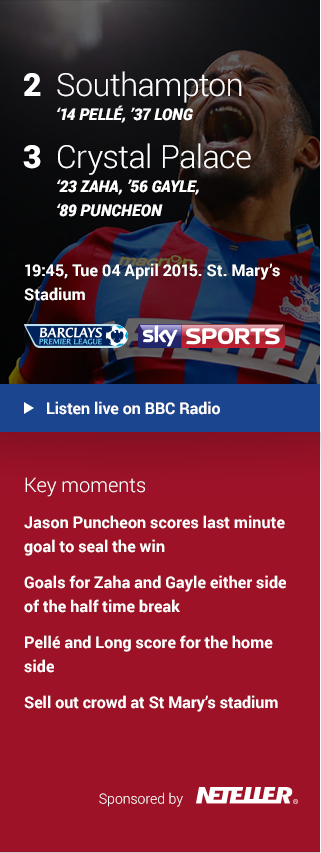 2 Southampton
‘14 PELLÉ, ’37 LONG
3 Crystal Palace
‘23 ZAHA, ’56 GAYLE,
‘89 PUNCHEON
macron
19:45, Tue 04 April 2015. St. Mary’s
Stadium
BARCLAYS
PREMIER LEAGUE
sky SPORTS
Listen live on BBC Radio
Key moments
Jason Puncheon scores last minute
goal to seal the win
Goals for Zaha and Gayle either side
of the half time break
Pellé and Long score for the home
side
Sell out crowd at St Mary’s stadium
Sponsored by NETELLER®